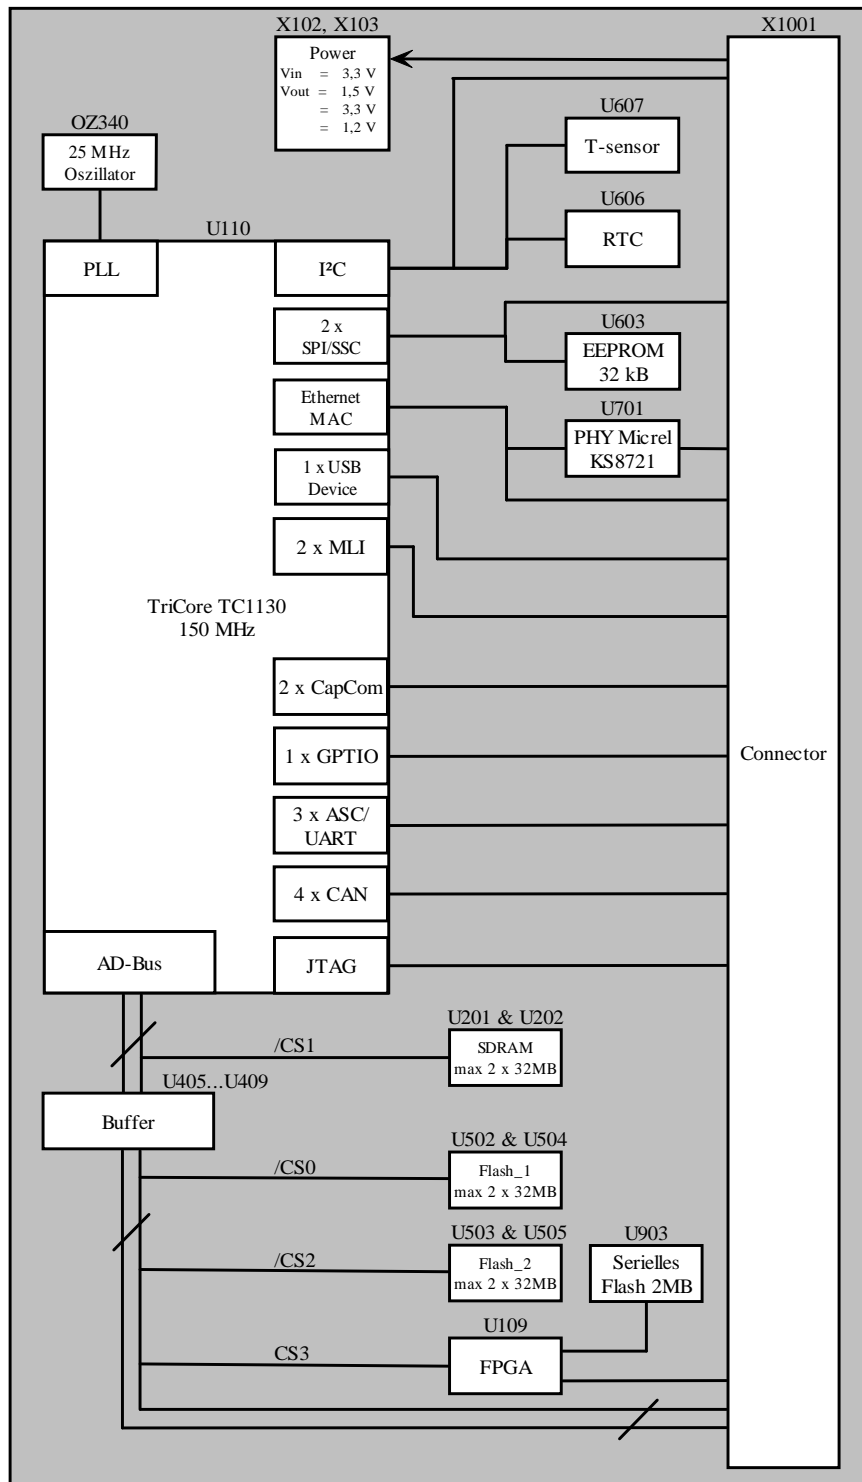 X102, X103
X1001
Power
Vin = 3,3 V
Vout = 1,5 V
= 3,3 V
= 1,2 V
OZ340
25 MHz
Oszillator
U607
T-sensor
U606
RTC
U110
PLL
I²C
2 x
SPI/SSC
U603
EEPROM
32 kB
Ethernet
MAC
U701
PHY Micrel
KS8721
1 x USB
Device
2 x MLI
TriCore TC1130
150 MHz
2 x CapCom
1 x GPTIO
Connector
3 x ASC/
UART
4 x CAN
AD-Bus
JTAG
U201 & U202
/CS1
SDRAM
max 2 x 32MB
U405...U409
Buffer
U502 & U504
/CS0
Flash_1
max 2 x 32MB
U503 & U505
/CS2
Flash_2
max 2 x 32MB
U903
Serielles
Flash 2MB
U109
CS3
FPGA